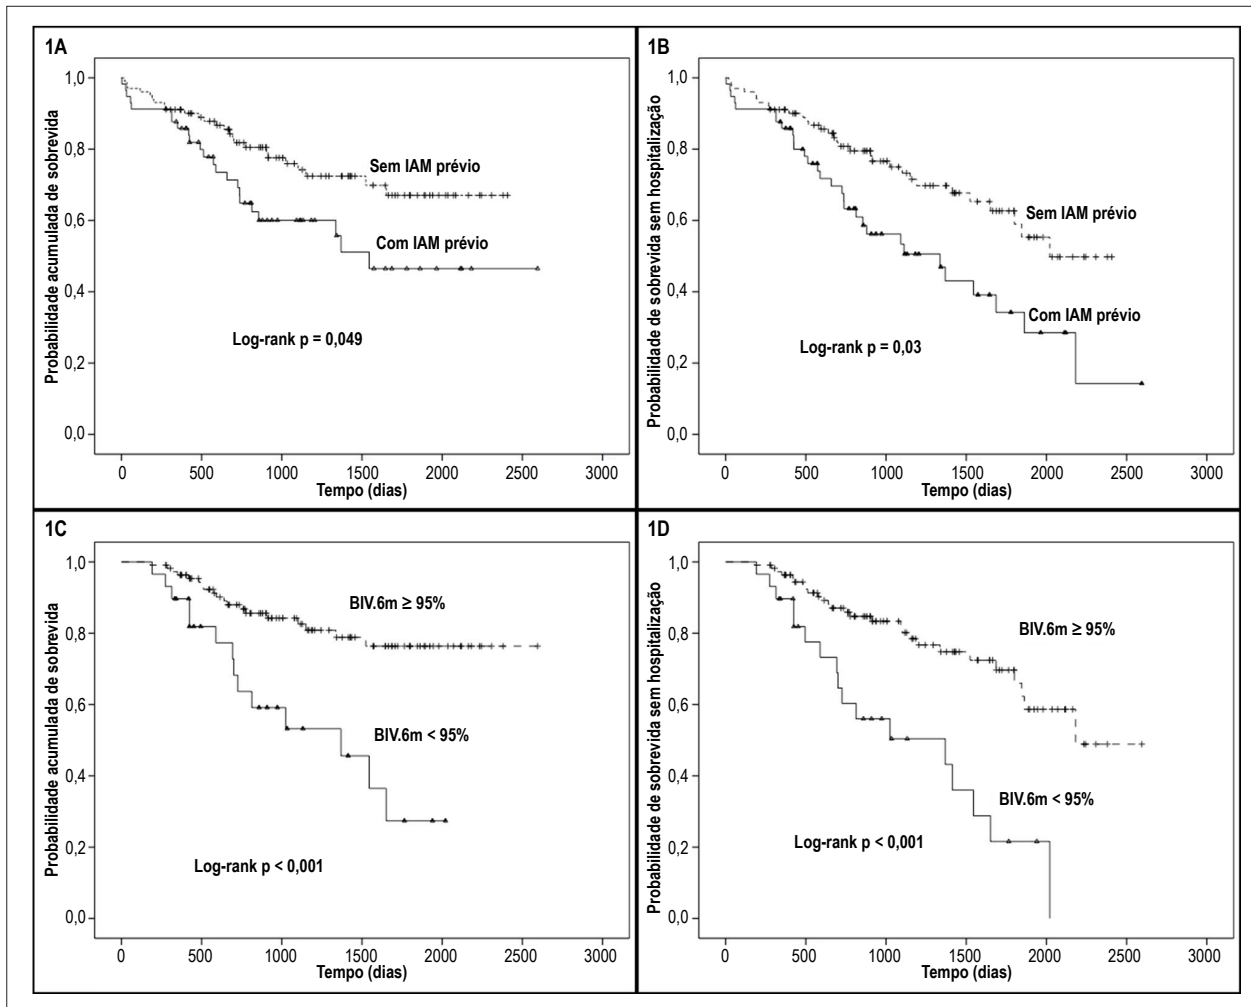 1A
Probabilidade acumulada de sobrevida
1,0
0,8
0,6
0,4
0,2
0,0
Sem IAM prévio
Com IAM prévio
Log-rank p = 0,049
0 500 1000 1500 2000 2500 3000
Tempo (dias)
1B
Probabilidade de sobrevida sem hospitalização
1,0
0,8
0,6
0,4
0,2
0,0
Sem IAM prévio
Com IAM prévio
Log-rank p = 0,03
0 500 1000 1500 2000 2500 3000
Tempo (dias)
1C
Probabilidade acumulada de sobrevida
1,0
0,8
0,6
0,4
0,2
0,0
BIV.6m ≥ 95%
BIV.6m < 95%
Log-rank p < 0,001
0 500 1000 1500 2000 2500 3000
Tempo (dias)
1D
Probabilidade de sobrevida sem hospitalização
1,0
0,8
0,6
0,4
0,2
0,0
BIV.6m ≥ 95%
BIV.6m < 95%
Log-rank p < 0,001
0 500 1000 1500 2000 2500 3000
Tempo (dias)